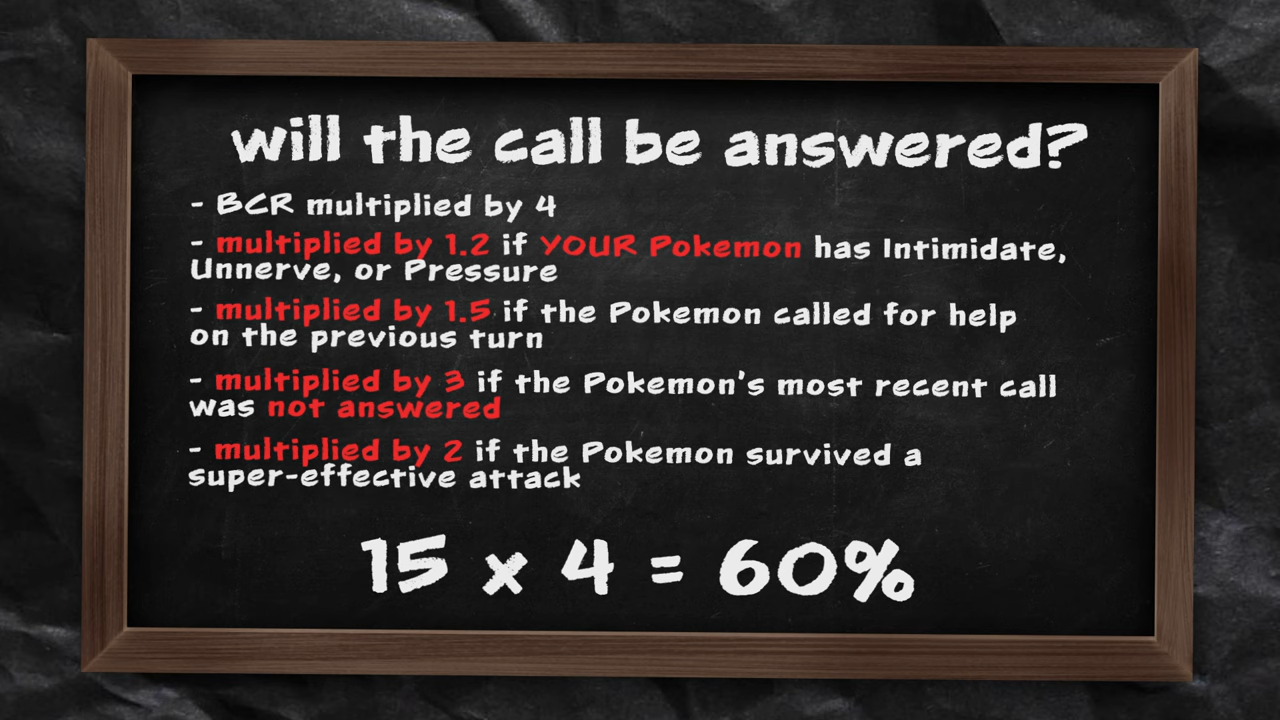 will the call be answered?
- BCR multiplied by 4
- multiplied by 1.2 if YOUR Pokemon has Intimidate,
Unnerve, or Pressure
- multiplied by 1.5 if the Pokemon called for help
on the previous turn
- multiplied by 3 if the Pokemon's most recent call
was not answered
- multiplied by 2 if the Pokemon survived a
super-effective attack
15 x 4 = 60%